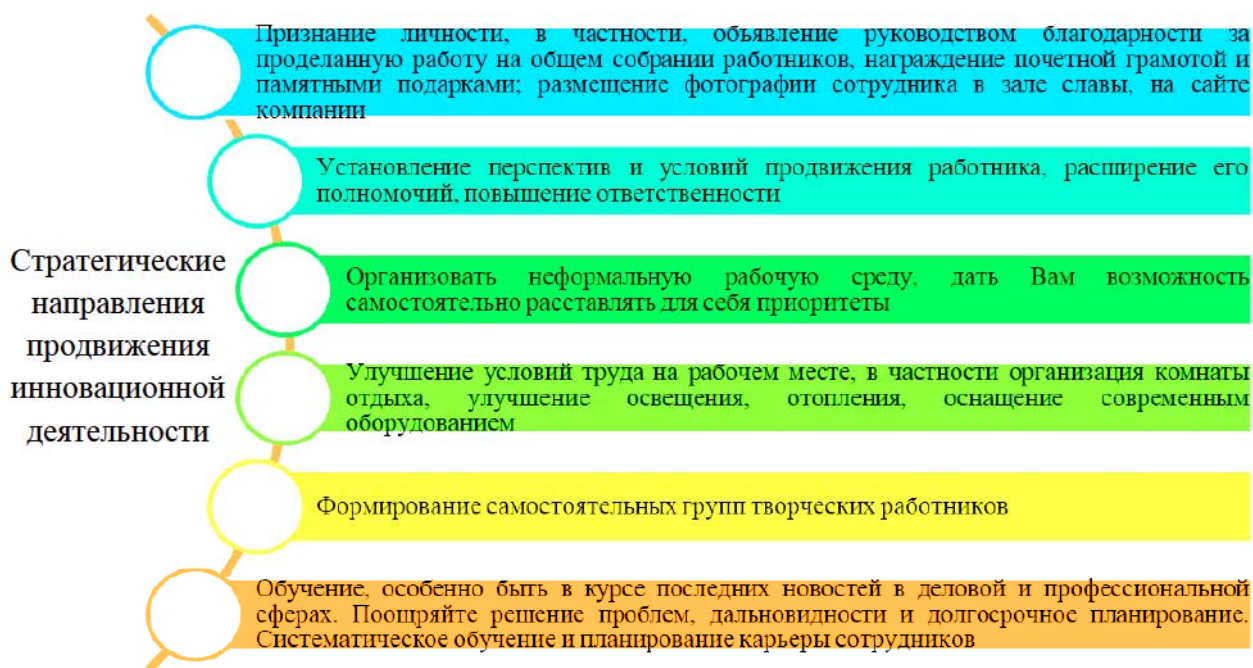 Признание личности, в частности, обьявление руководством благодарности за
проделанную работу на общем собрании работников, награждение почетной грамотой и
памятными подарками; размещение фотографии сотрудника в зале славы, на сайте
компании
Установление перспектив и условий продвижения работника, расширение его
полномочий, повышение ответственности
Стратегические
направления
продвижения
инновационной
деятельности
Организовать неформальную рабочую среду, дать Вам возможность
самостоятельно расставлять для себя приоритеты
Улучшение условий труда на рабочем месте, в частности организация комнаты
отдыха, улучшение освещения, отопления, оснащение современным
оборудованием
Формирование самостоятельных групп творческих работников
Обучение, особенно быть в курсе последних новостей в деловой и профессиональной
сферах. Поощряйте решение проблем, дальновидности и долгосрочное планирование.
Систематическое обучение и планирование карьеры сотрудников